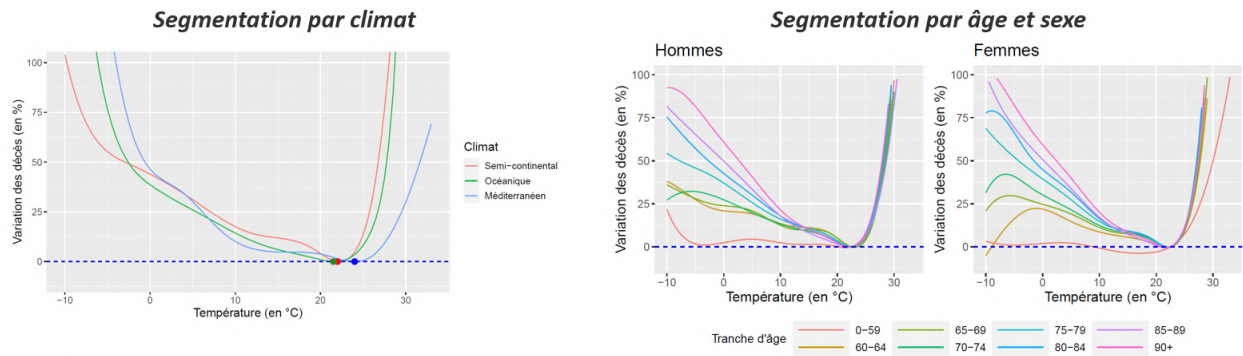 Segmentation par climat
Variation des décès (en %)
100
75
50
25
0
−10
0
10
20
30
Température (en °C)
Climat
Semi−continental
Océanique
Méditerranéen
Segmentation par âge et sexe
Hommes
Variation des décès (en %)
100
75
50
25
0
−10
0
10
20
30
Température (en °C)
Femmes
Variation des décès (en %)
100
75
50
25
0
−10
0
10
20
30
Température (en °C)
Tranche d'âge
0−59
65−69
75−79
85−89
60−64
70−74
80−84
90+